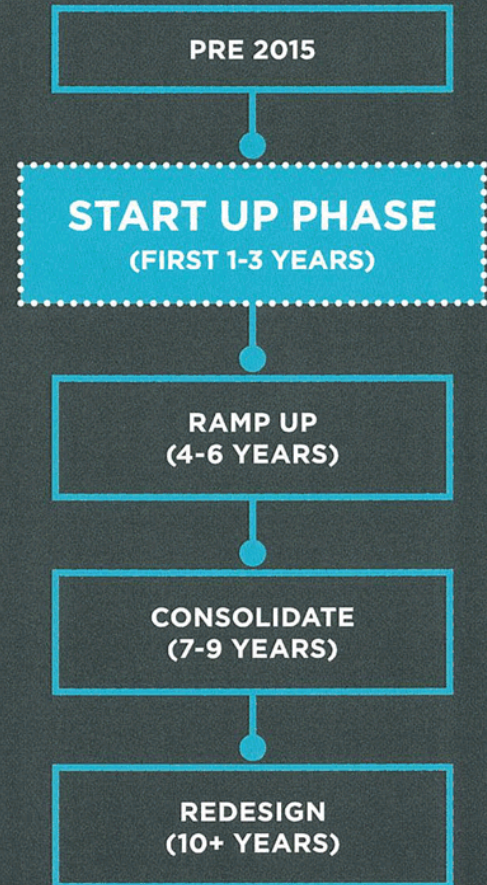 PRE 2015
START UP PHASE
(FIRST 1-3 YEARS)
RAMP UP
(4-6 YEARS)
CONSOLIDATE
(7-9 YEARS)
REDESIGN
(10+ YEARS)